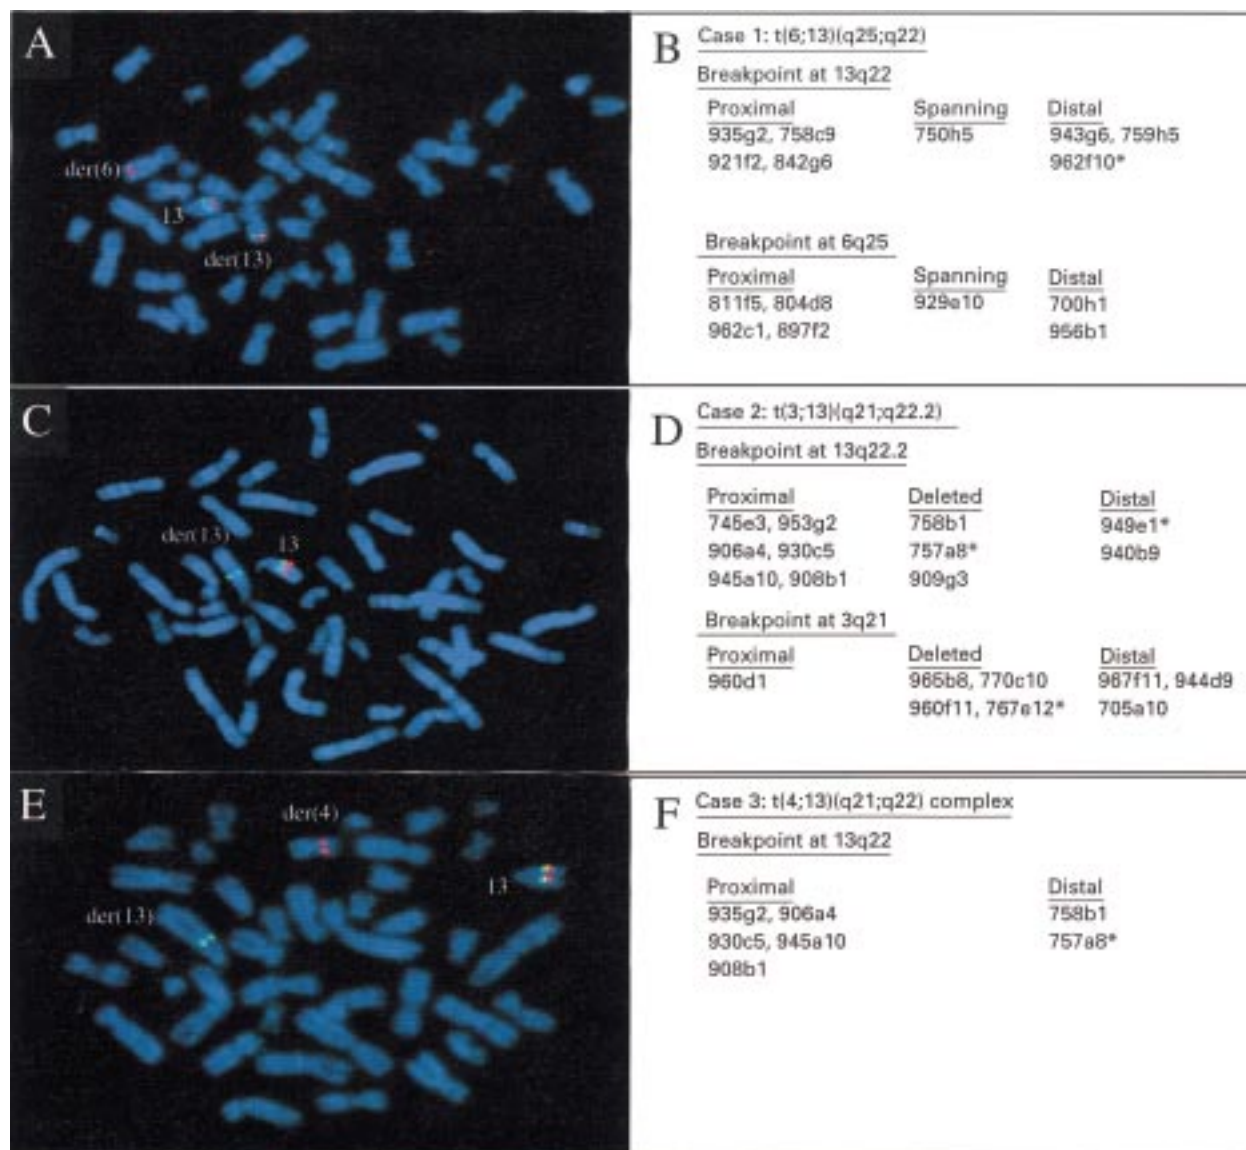 A
der(6)
13
der(13)
B
Case 1: t(6;13)(q25;q22)
Breakpoint at 13q22
Proximal Spanning Distal
935g2, 758c9 750h5 943g6, 759h5
921f2, 842g6 962f10*
Breakpoint at 6q25
Proximal Spanning Distal
811f5, 804d8 929e10 700h1
962c1, 897f2 956b1
C
der(13)
13
D
Case 2: t(3;13)(q21;q22.2)
Breakpoint at 13q22.2
Proximal Deleted Distal
745e3, 953g2 758b1 949e1*
906a4, 930c5 757a8* 940b9
945a10, 908b1 909g3
Breakpoint at 3q21
Proximal Deleted Distal
960d1 965b8, 770c10 967f11, 944d9
960f11, 767e12* 705a10
E
der(4)
13
der(13)
F
Case 3: t(4;13)(q21;q22) complex
Breakpoint at 13q22
Proximal Distal
935g2, 906a4 758b1
930c5, 945a10 757a8*
908b1